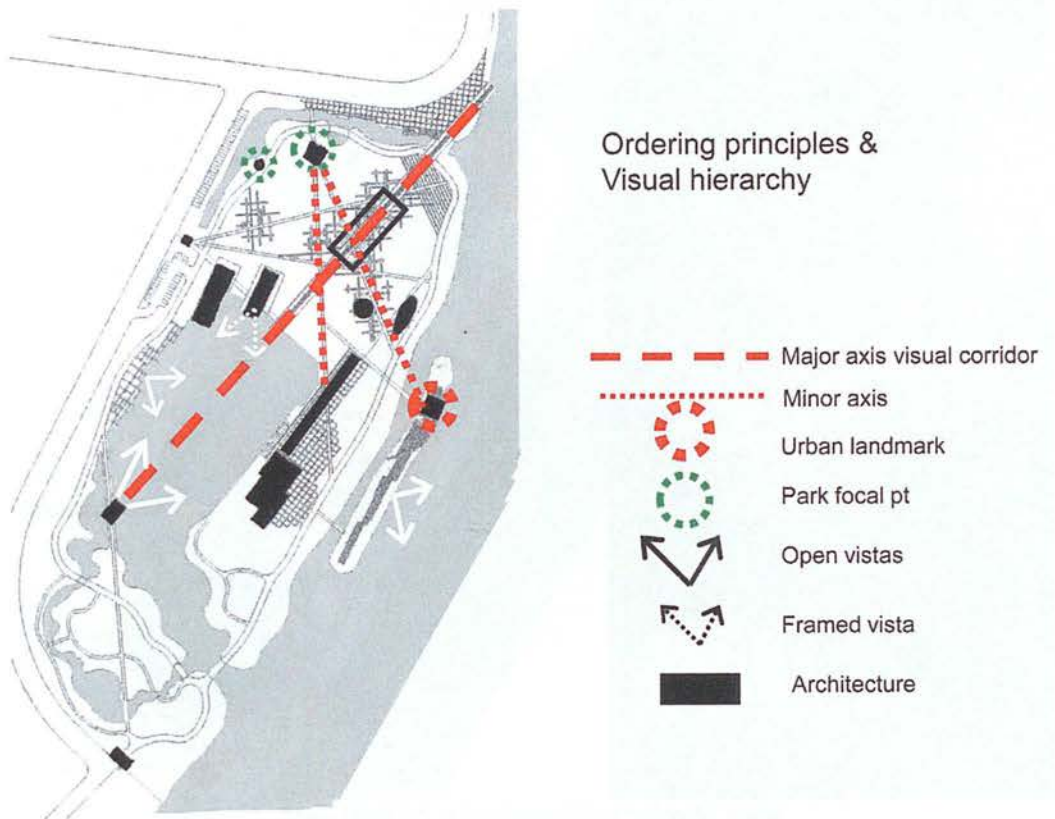 Ordering principles &
Visual hierarchy
Major axis visual corridor
Minor axis
Urban landmark
Park focal pt
Open vistas
Framed vista
Architecture